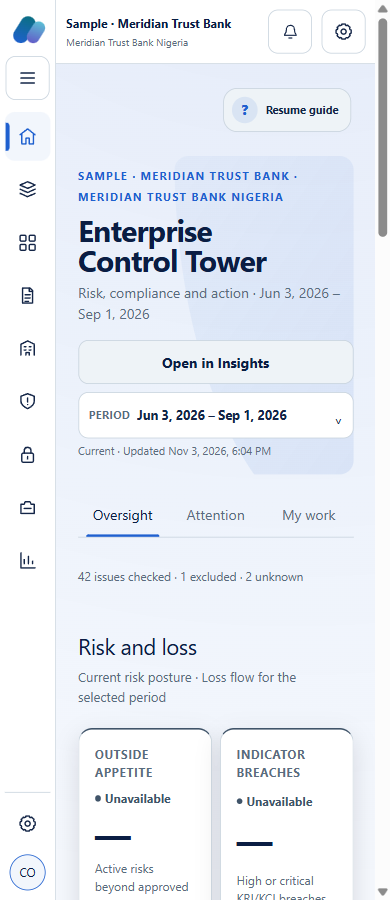 Sample · Meridian Trust Bank
Meridian Trust Bank Nigeria
? Resume guide
SAMPLE · MERIDIAN TRUST BANK ·
MERIDIAN TRUST BANK NIGERIA
Enterprise
Control Tower
Risk, compliance and action · Jun 3, 2026 –
Sep 1, 2026
Open in Insights
PERIOD Jun 3, 2026 – Sep 1, 2026 v
Current · Updated Nov 3, 2026, 6:04 PM
Oversight Attention My work
42 issues checked · 1 excluded · 2 unknown
Risk and loss
Current risk posture · Loss flow for the
selected period
OUTSIDE
APPETITE
• Unavailable
—
Active risks
beyond approved
INDICATOR
BREACHES
• Unavailable
—
High or critical
KRI/KCI breaches
CO